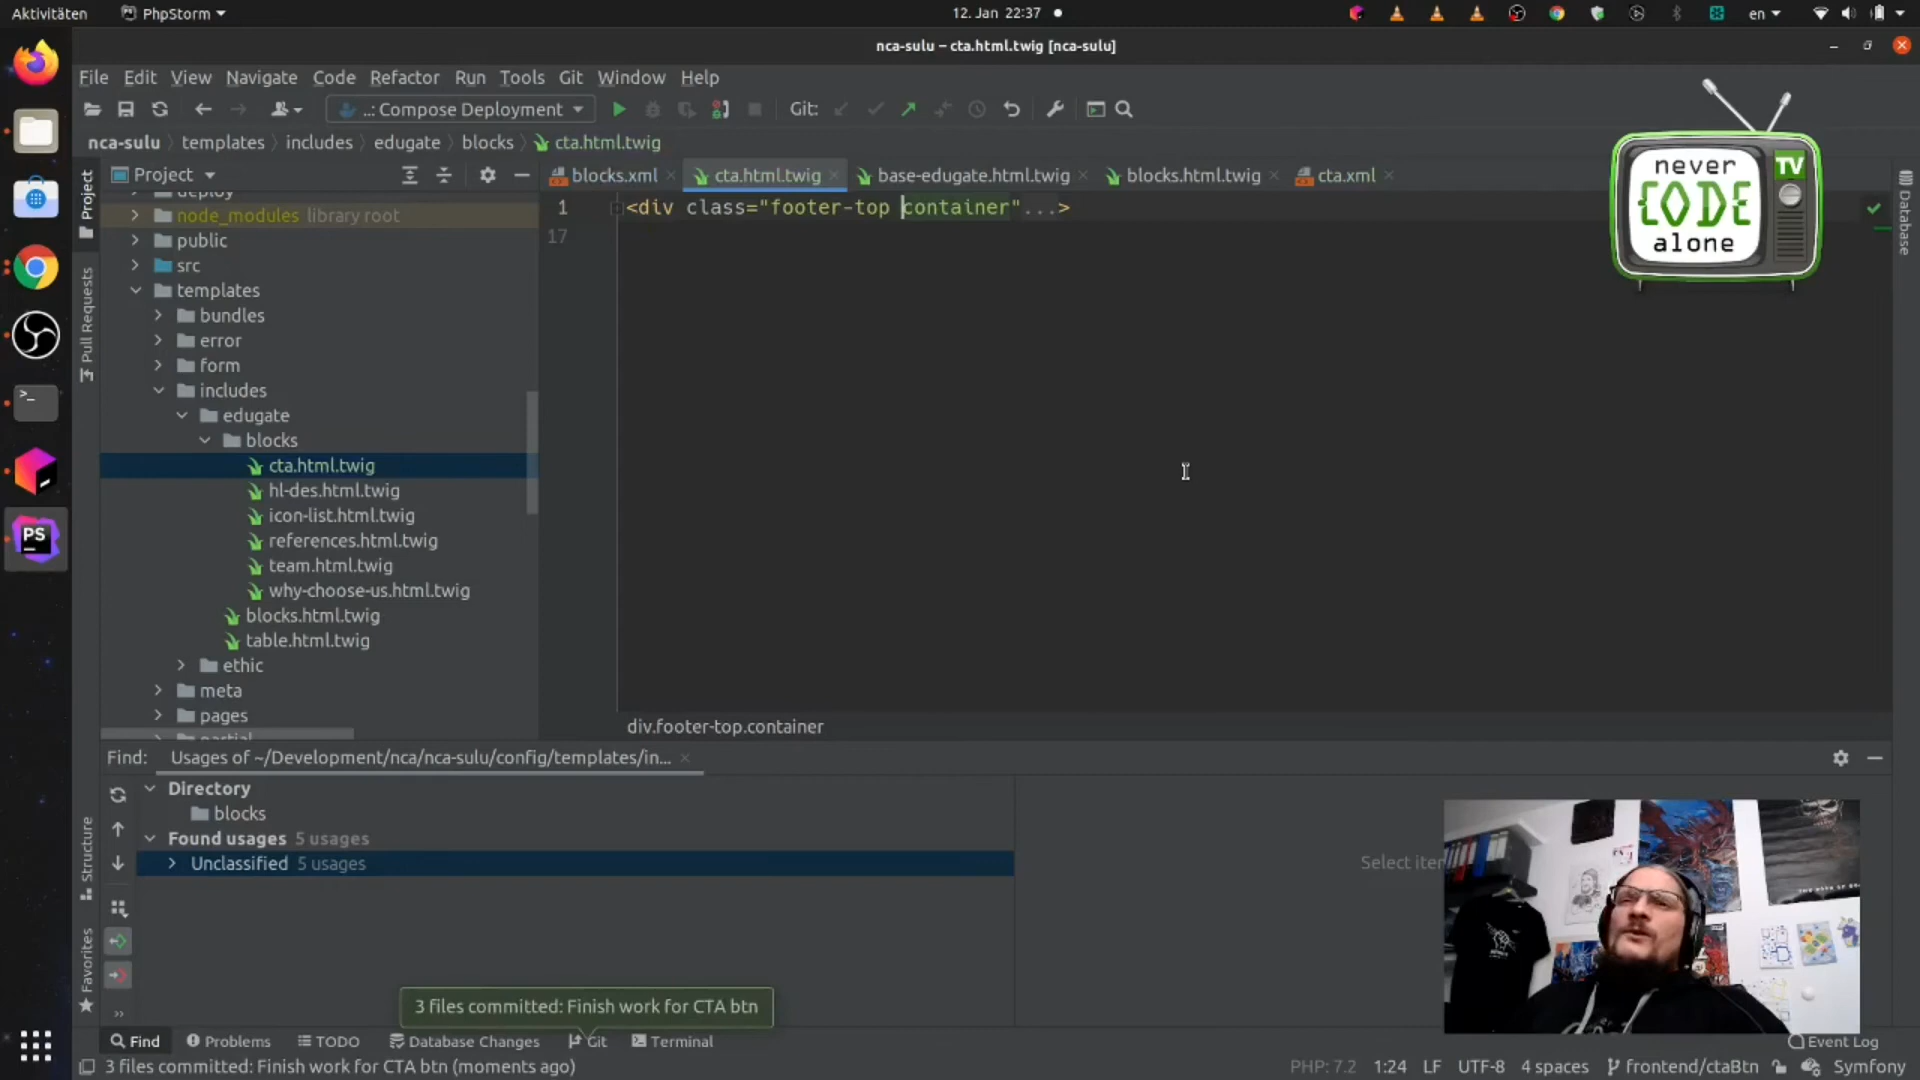 Aktivitäten PhpStorm 12. Jan 22:37 en
nca-sulu – cta.html.twig [nca-sulu]
File Edit View Navigate Code Refactor Run Tools Git Window Help
..: Compose Deployment Git:
nca-sulu templates includes edugate blocks cta.html.twig
Project blocks.xml cta.html.twig base-edugate.html.twig blocks.html.twig cta.xml
Project
Pull Requests
Structure
Favorites
Database
deploy
node_modules library root
public
src
templates
bundles
error
form
includes
edugate
blocks
cta.html.twig
hl-des.html.twig
icon-list.html.twig
references.html.twig
team.html.twig
why-choose-us.html.twig
blocks.html.twig
table.html.twig
ethic
meta
pages
partial
1 <div class="footer-top container"...>
17
div.footer-top.container
never
{CODE
alone
TV
Find: Usages of ~/Development/nca/nca-sulu/config/templates/in...
Directory
blocks
Found usages 5 usages
Unclassified 5 usages
Select iter
3 files committed: Finish work for CTA btn
Find Problems TODO Database Changes Git Terminal Event Log
3 files committed: Finish work for CTA btn (moments ago) PHP: 7.2 1:24 LF UTF-8 4 spaces frontend/ctaBtn Symfony
PS